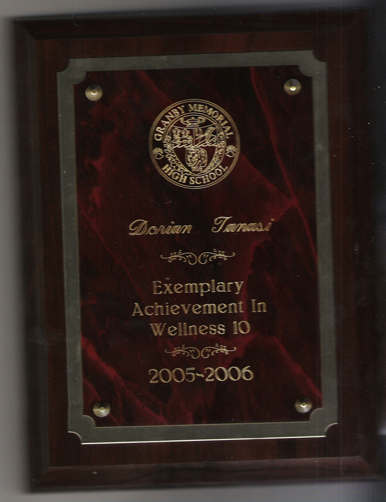 GRANBY MEMORIAL
HIGH SCHOOL
Dorian Tanasi
Exemplary
Achievement In
Wellness 10
2005~2006